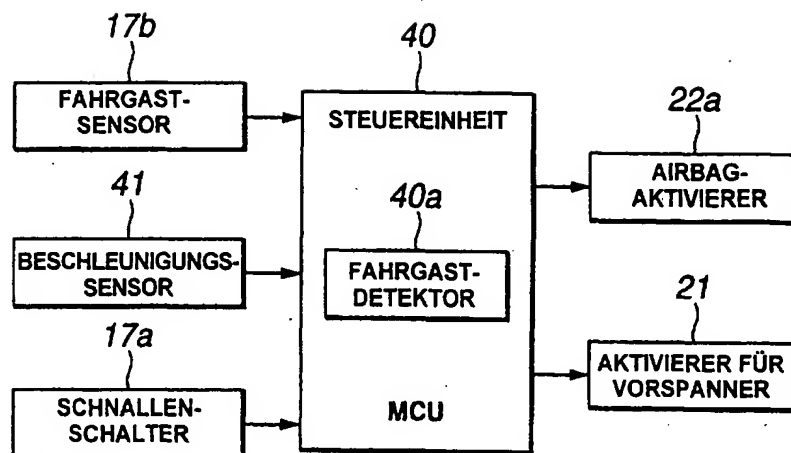 17b
FAHRGAST-
SENSOR
41
BESCHLEUNIGUNGS-
SENSOR
17a
SCHNALLEN-
SCHALTER
40
STEUEREINHEIT
40a
FAHRGAST-
DETEKTOR
MCU
22a
AIRBAG-
AKTIVIERER
21
AKTIVIERER FÜR
VORSPANNER